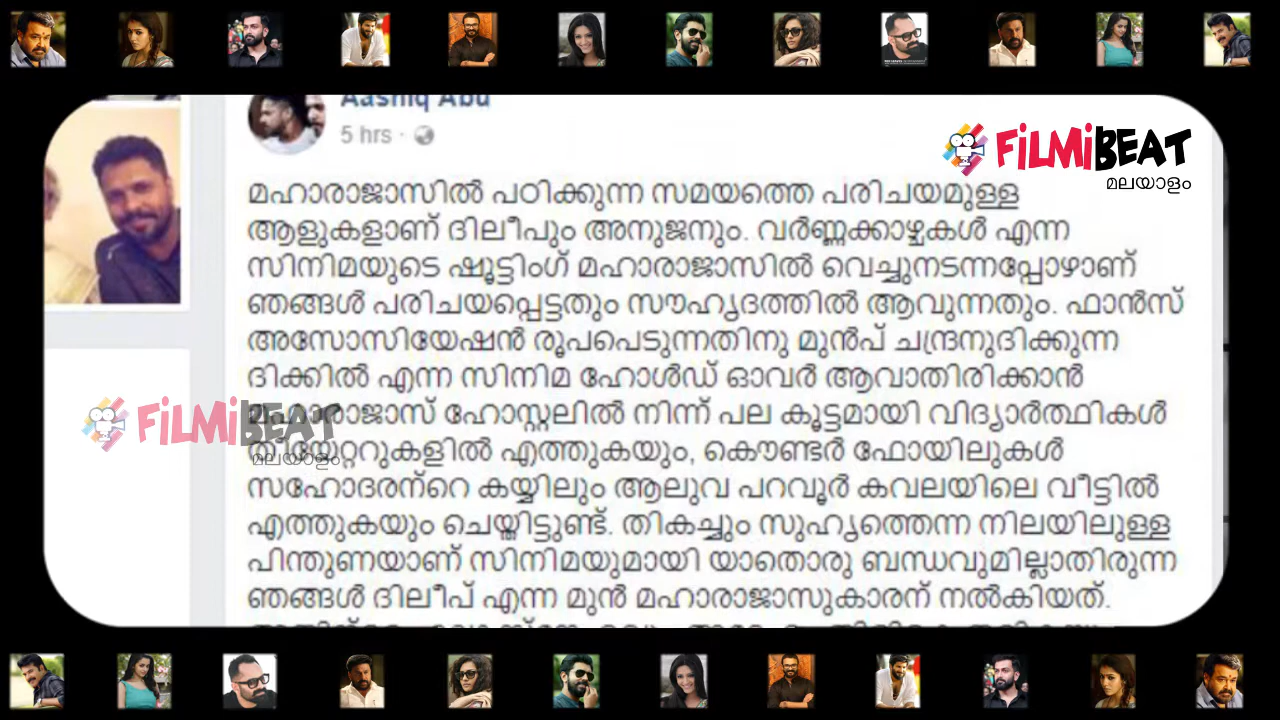 Aashiq Abu
5 hrs ·
FiLMiBEAT
മലയാളം
മഹാരാജാസിൽ പഠിക്കുന്ന സമയത്തെ പരിചയമുള്ള
ആളുകളാണ് ദിലീപും അനുജനും. വർണ്ണക്കാഴ്ചകൾ എന്ന
സിനിമയുടെ ഷൂട്ടിംഗ് മഹാരാജാസിൽ വെച്ചുനടന്നപ്പോഴാണ്
ഞങ്ങൾ പരിചയപ്പെട്ടതും സൗഹൃദത്തിൽ ആവുന്നതും. ഫാൻസ്
അസോസിയേഷൻ രൂപപെടുന്നതിനു മുൻപ് ചന്ദ്രനുദിക്കുന്ന
ദിക്കിൽ എന്ന സിനിമ ഹോൾഡ് ഓവർ ആവാതിരിക്കാൻ
മഹാരാജാസ് ഹോസ്റ്റലിൽ നിന്ന് പല കൂട്ടമായി വിദ്യാർത്ഥികൾ
തിയ്യേറ്ററുകളിൽ എത്തുകയും, കൌണ്ടർ ഫോയിലുകൾ
സഹോദരന്റെ കയ്യിലും ആലുവ പറവൂർ കവലയിലെ വീട്ടിൽ
എത്തുകയും ചെയ്തിട്ടുണ്ട്. തികച്ചും സുഹൃത്തെന്ന നിലയിലുള്ള
പിന്തുണയാണ് സിനിമയുമായി യാതൊരു ബന്ധവുമില്ലാതിരുന്ന
ഞങ്ങൾ ദിലീപ് എന്ന മുൻ മഹാരാജാസുകാരന് നൽകിയത്.
FiLMiBEAT
മലയാളം